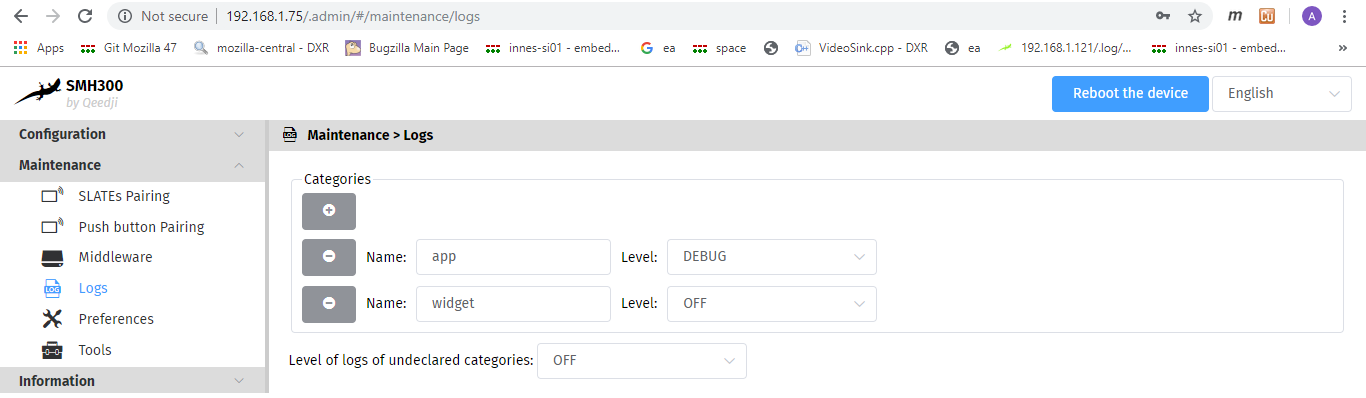 Not secure | 192.168.1.75/.admin/#/maintenance/logs
Apps Git Mozilla 47 mozilla-central - DXR Bugzilla Main Page innes-si01 - embed... ea space VideoSink.cpp - DXR ea 192.168.1.121/.log/... innes-si01 - embed... »
SMH300
by Qeedji
Reboot the device English
Configuration
Maintenance
SLATEs Pairing
Push button Pairing
Middleware
LOG Logs
Preferences
Tools
Information
LOG Maintenance > Logs
Categories
Name: app Level: DEBUG
Name: widget Level: OFF
Level of logs of undeclared categories: OFF